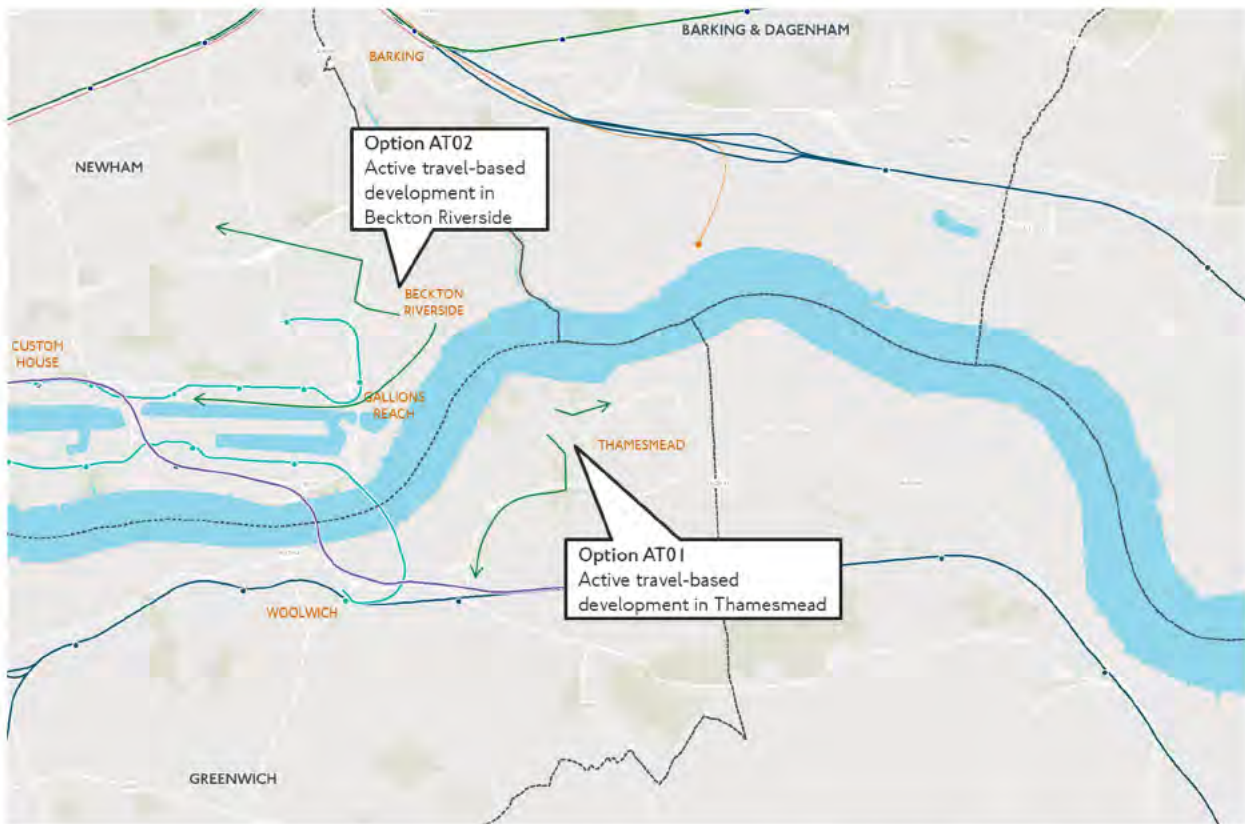 BARKING & DAGENHAM
BARKING
Option AT02
Active travel-based
development in
Beckton Riverside
NEWHAM
BECKTON
RIVERSIDE
CUSTOM
HOUSE
GALLIONS
REACH
THAMESMEAD
Option AT01
Active travel-based
development in Thamesmead
WOOLWICH
GREENWICH